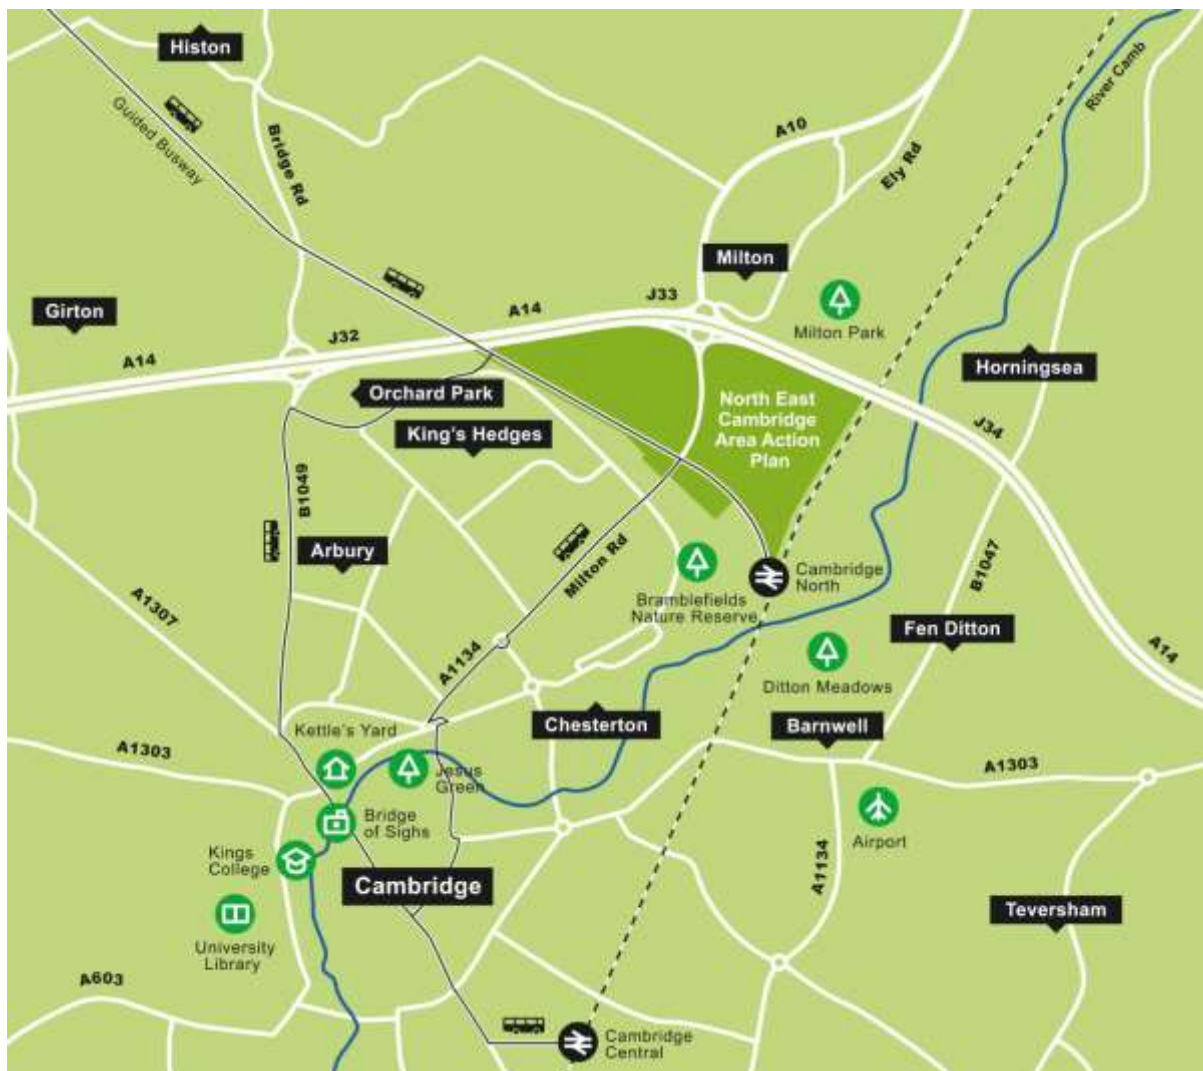 Histon
River Camb
Guided Busway
Bridge Rd
A10
Ely Rd
Milton
Girton
A14
J33
Milton Park
J32
A14
Horningsea
Orchard Park
North East
Cambridge
Area Action
Plan
King's Hedges
J34
B1049
Arbury
Milton Rd
Cambridge
North
B1047
A1307
Bramblefields
Nature Reserve
Fen Ditton
A14
A1134
Ditton Meadows
Chesterton
Barnwell
Kettle's Yard
A1303
A1303
Jesus
Green
Bridge
of Sighs
Airport
Kings
College
A1134
Cambridge
Teversham
University
Library
A603
Cambridge
Central